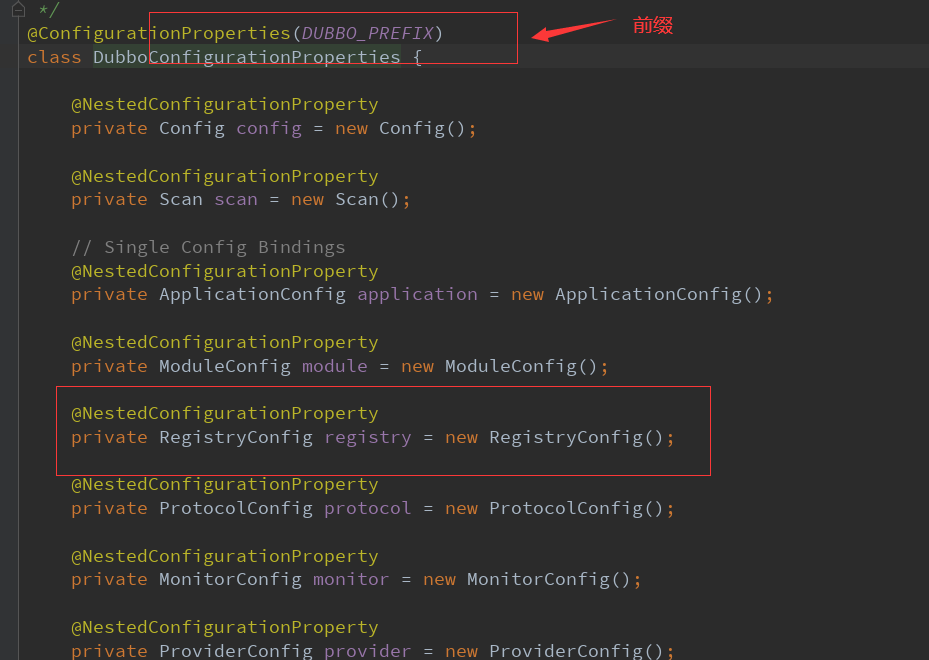 */
@ConfigurationProperties(DUBBO_PREFIX)
前缀
class DubboConfigurationProperties {
@NestedConfigurationProperty
private Config config = new Config();
@NestedConfigurationProperty
private Scan scan = new Scan();
// Single Config Bindings
@NestedConfigurationProperty
private ApplicationConfig application = new ApplicationConfig();
@NestedConfigurationProperty
private ModuleConfig module = new ModuleConfig();
@NestedConfigurationProperty
private RegistryConfig registry = new RegistryConfig();
@NestedConfigurationProperty
private ProtocolConfig protocol = new ProtocolConfig();
@NestedConfigurationProperty
private MonitorConfig monitor = new MonitorConfig();
@NestedConfigurationProperty
private ProviderConfig provider = new ProviderConfig();